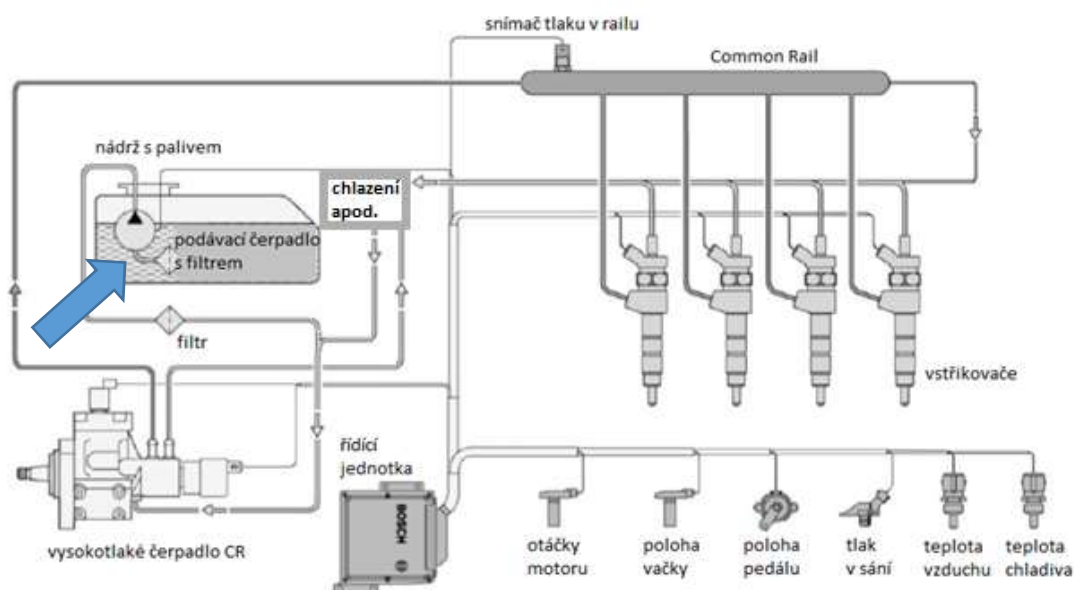 snímač tlaku v railu
Common Rail
nádrž s palivem
chlazení
apod.
podávací čerpadlo
s filtrem
filtr
vstřikovače
řídící
jednotka
BOSCH
vysokotlaké čerpadlo CR
otáčky
motoru
poloha
vačky
poloha
pedálu
tlak
v sání
teplota
vzduchu
teplota
chladiva